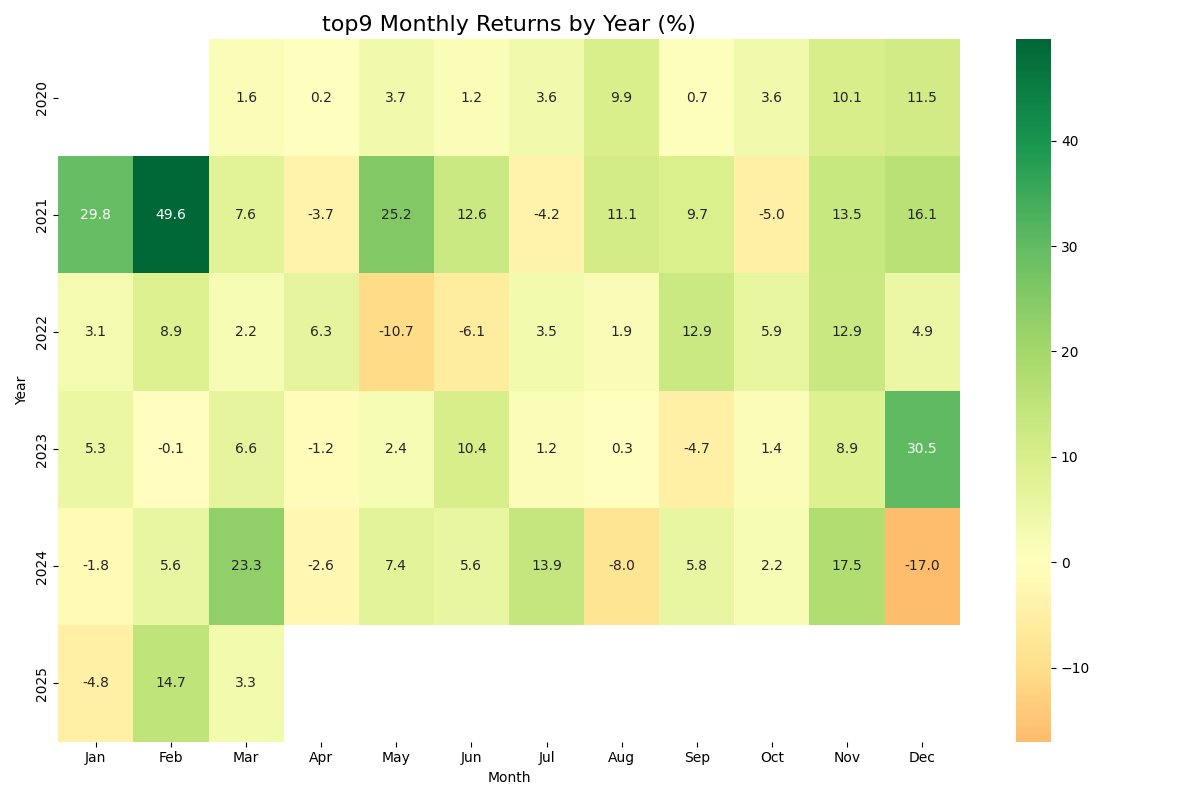 top9 Monthly Returns by Year (%)
2020 1.6 0.2 3.7 1.2 3.6 9.9 0.7 3.6 10.1 11.5
2021 29.8 49.6 7.6 -3.7 25.2 12.6 -4.2 11.1 9.7 -5.0 13.5 16.1
2022 3.1 8.9 2.2 6.3 -10.7 -6.1 3.5 1.9 12.9 5.9 12.9 4.9
Year
2023 5.3 -0.1 6.6 -1.2 2.4 10.4 1.2 0.3 -4.7 1.4 8.9 30.5
2024 -1.8 5.6 23.3 -2.6 7.4 5.6 13.9 -8.0 5.8 2.2 17.5 -17.0
2025 -4.8 14.7 3.3
Jan Feb Mar Apr May Jun Jul Aug Sep Oct Nov Dec
Month
40
30
20
10
0
−10